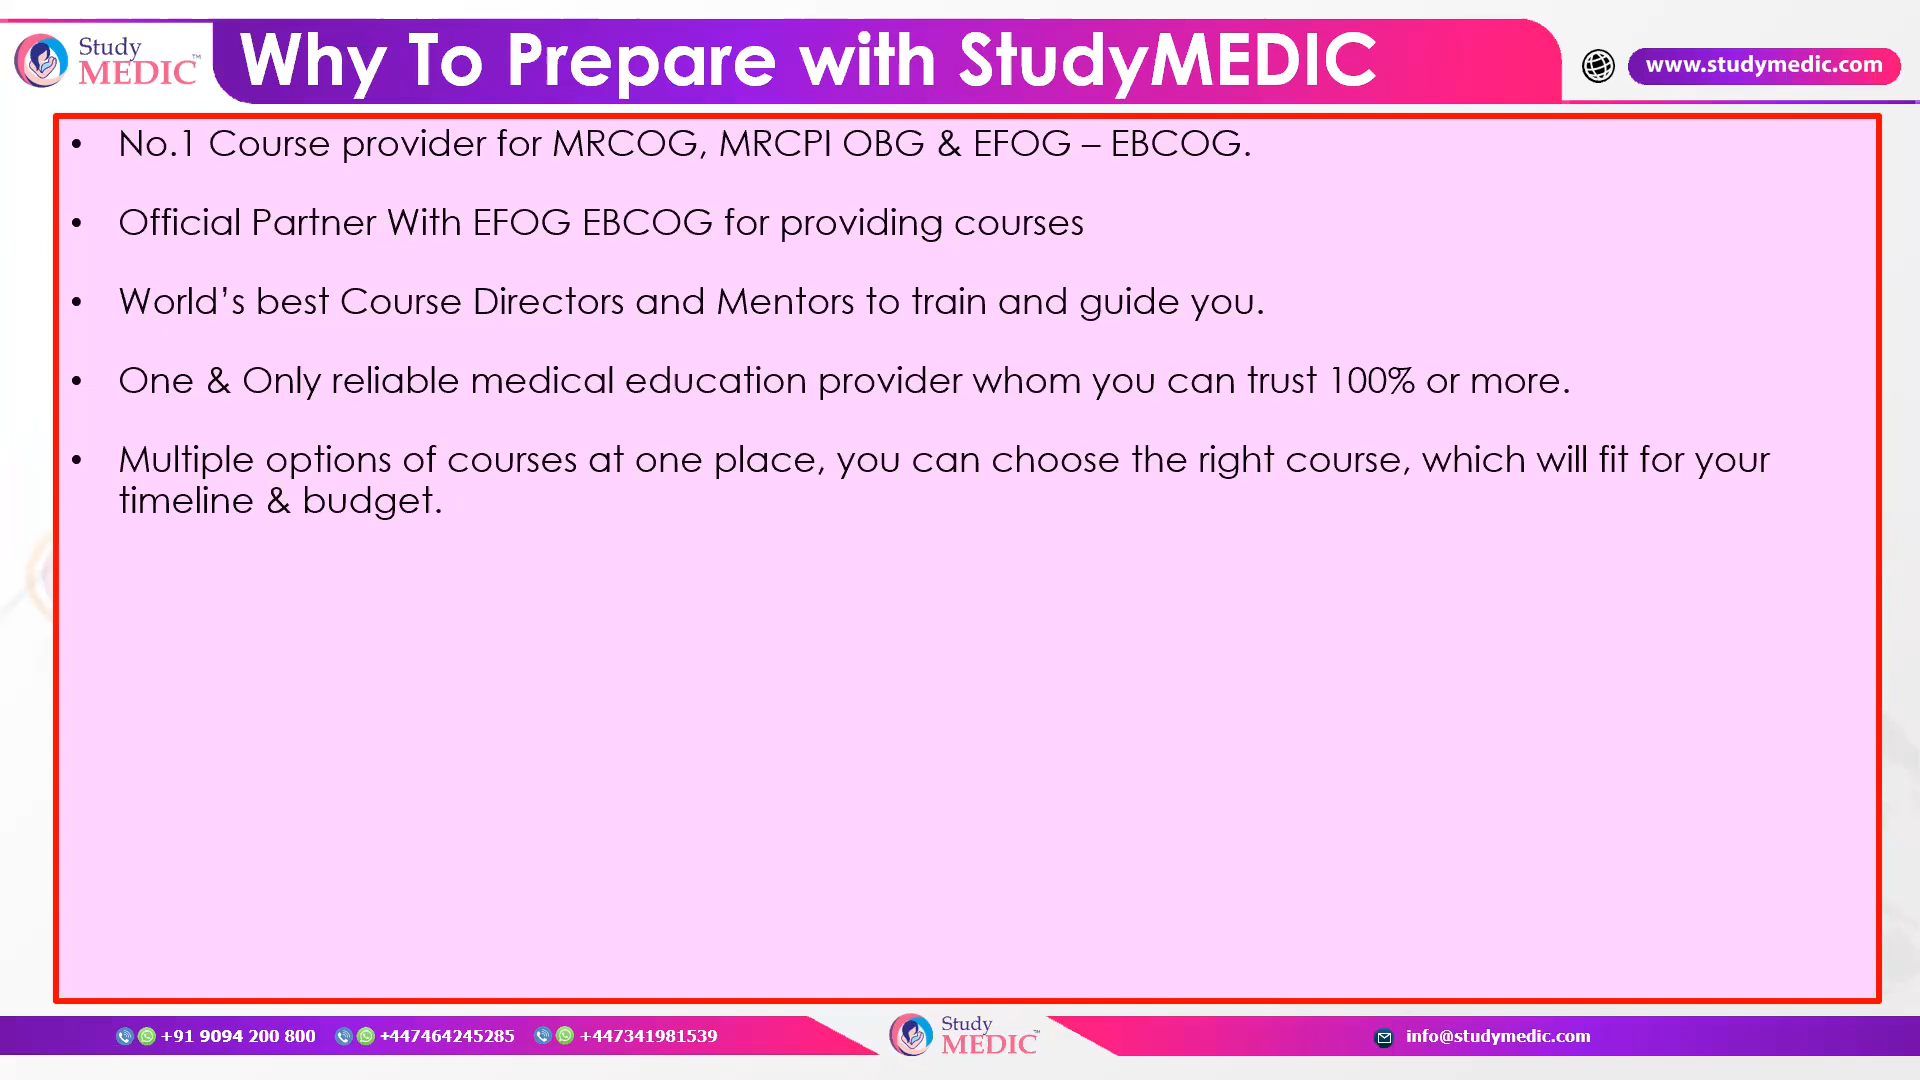 Study
MEDIC™
Why To Prepare with StudyMEDIC
www.studymedic.com
• No.1 Course provider for MRCOG, MRCPI OBG & EFOG – EBCOG.
• Official Partner With EFOG EBCOG for providing courses
• World’s best Course Directors and Mentors to train and guide you.
• One & Only reliable medical education provider whom you can trust 100% or more.
• Multiple options of courses at one place, you can choose the right course, which will fit for your
timeline & budget.
+91 9094 200 800
+447464245285
+447341981539
Study
MEDIC™
info@studymedic.com